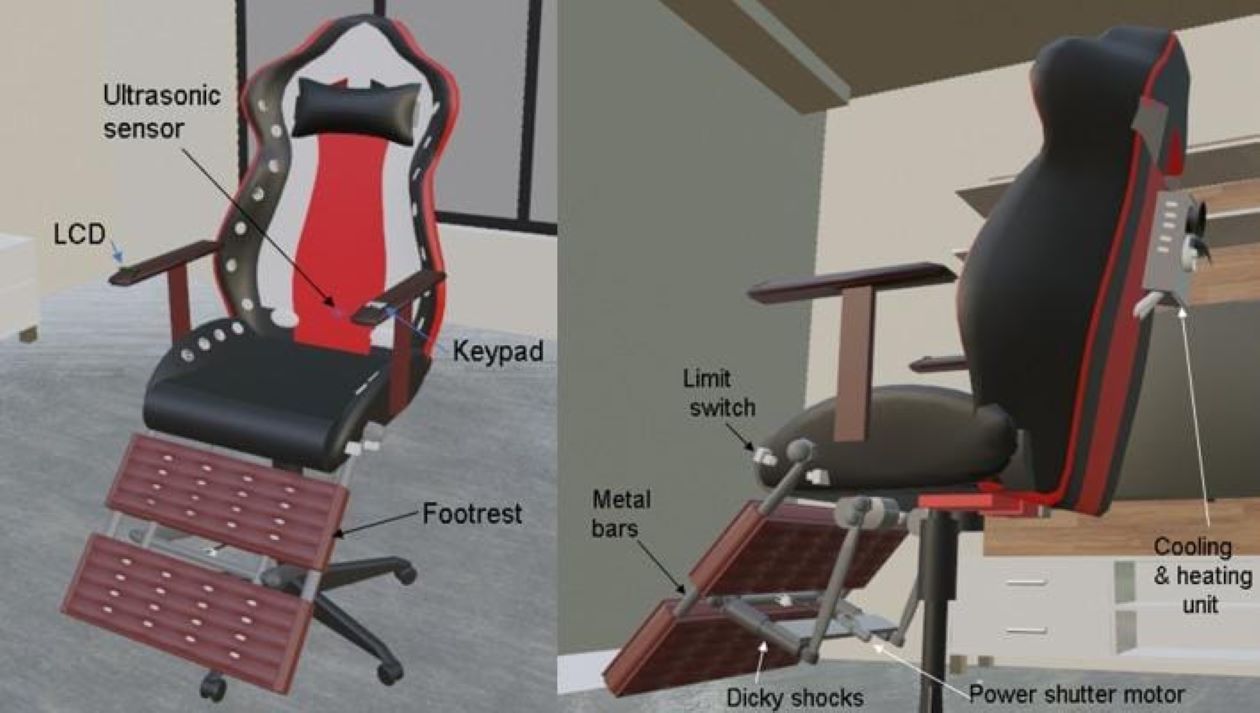 Ultrasonic
sensor
LCD
Keypad
Footrest
Limit
switch
Metal
bars
Cooling
& heating
unit
Dicky shocks
Power shutter motor